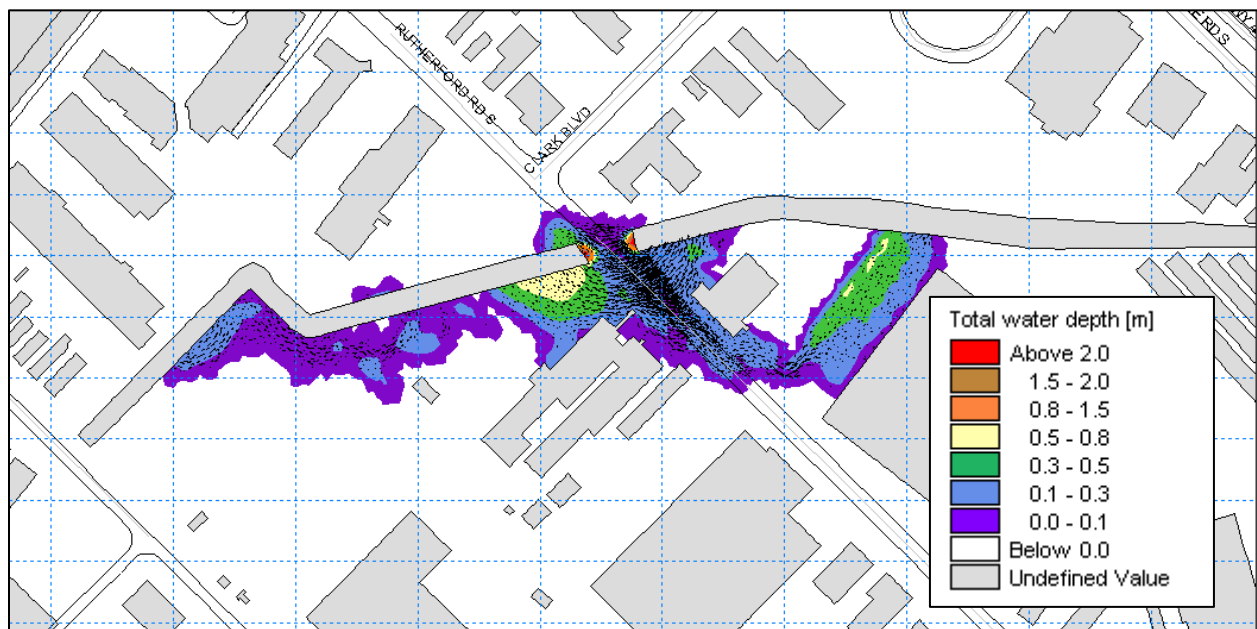 RUTHERFORD RD S
CLARK BLVD
E RD S
Total water depth [m]
Above 2.0
1.5 - 2.0
0.8 - 1.5
0.5 - 0.8
0.3 - 0.5
0.1 - 0.3
0.0 - 0.1
Below 0.0
Undefined Value